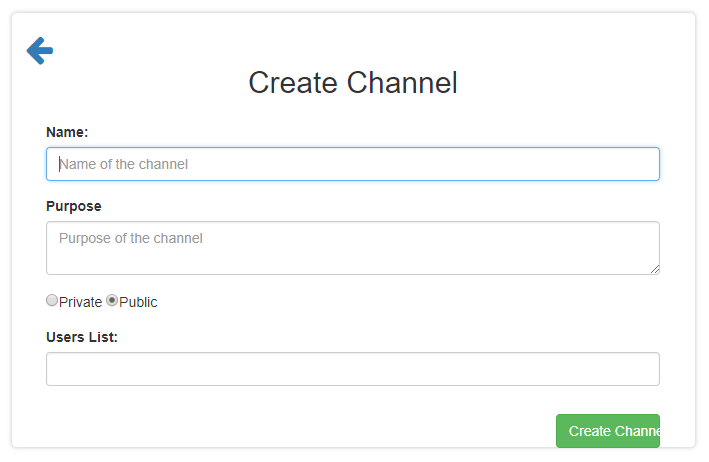 Create Channel
Name:
Name of the channel
Purpose
Purpose of the channel
Private Public
Users List:
Create Channe